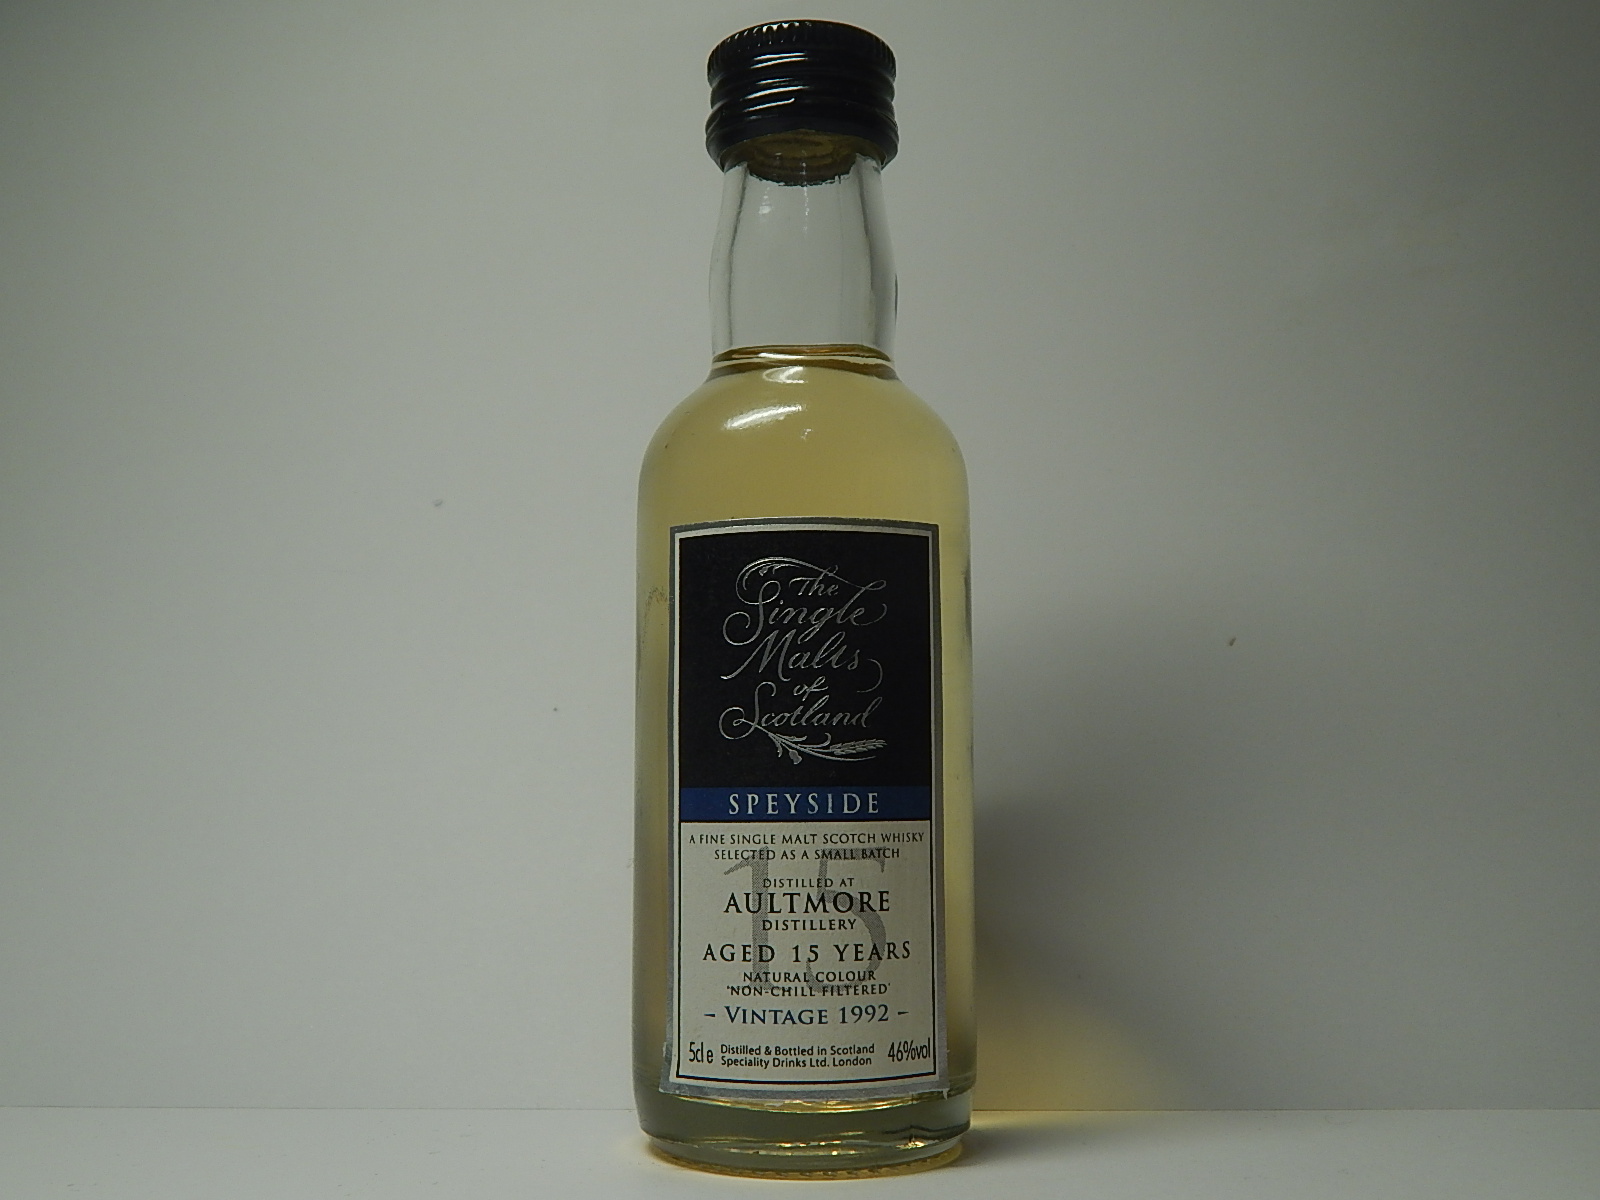 The
Single
Malts
of
Scotland
SPEYSIDE
A FINE SINGLE MALT SCOTCH WHISKY
SELECTED AS A SMALL BATCH
15
DISTILLED AT
AULTMORE
DISTILLERY
AGED 15 YEARS
NATURAL COLOUR
'NON-CHILL FILTERED'
- VINTAGE 1992 -
5cl e Distilled & Bottled in Scotland 46%vol
Speciality Drinks Ltd. London